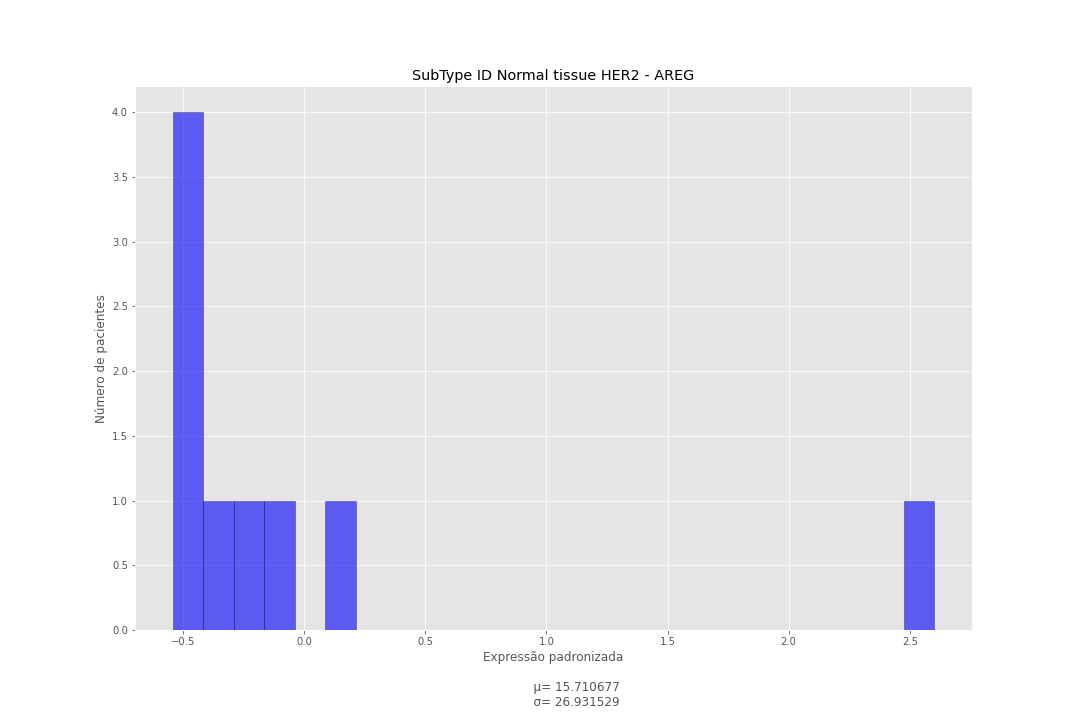 SubType ID Normal tissue HER2 - AREG
4.0
3.5
3.0
2.5
2.0
1.5
1.0
0.5
0.0
Número de pacientes
−0.5 0.0 0.5 1.0 1.5 2.0 2.5
Expressão padronizada
μ= 15.710677
σ= 26.931529